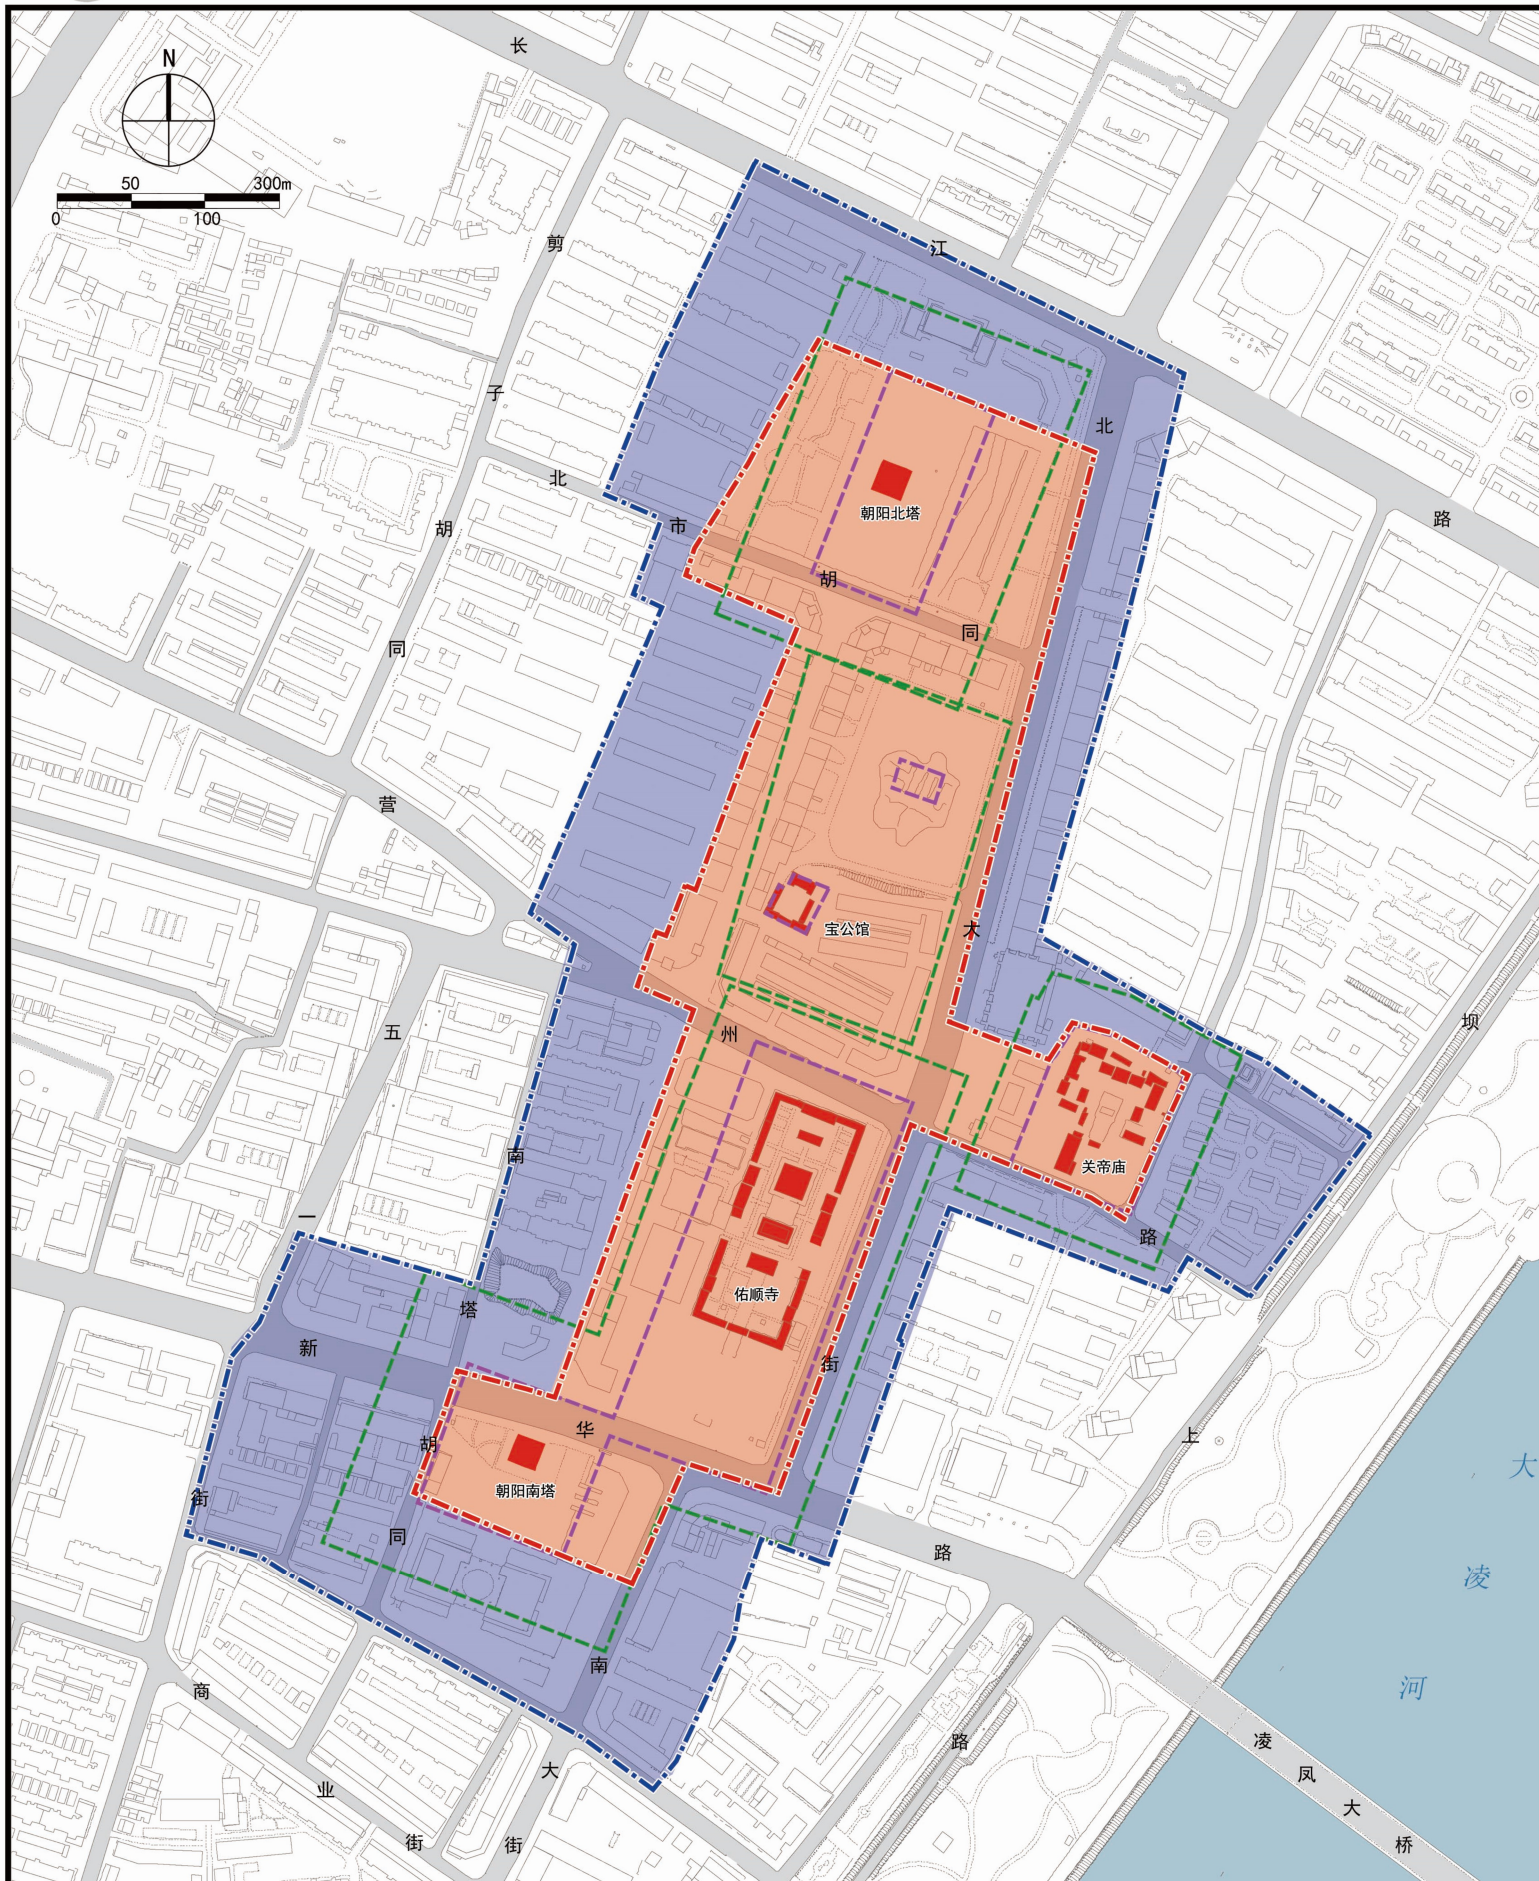 N
50
300m
0
100
长
江
路
剪
子
胡
同
北
市
胡
同
朝阳北塔
北
大
街
宝公馆
营
州
路
关帝庙
佑顺寺
五
一
街
南
塔
胡
同
新
华
路
朝阳南塔
南
大
街
商
业
街
坝
上
路
大
凌
河
凌
凤
大
桥